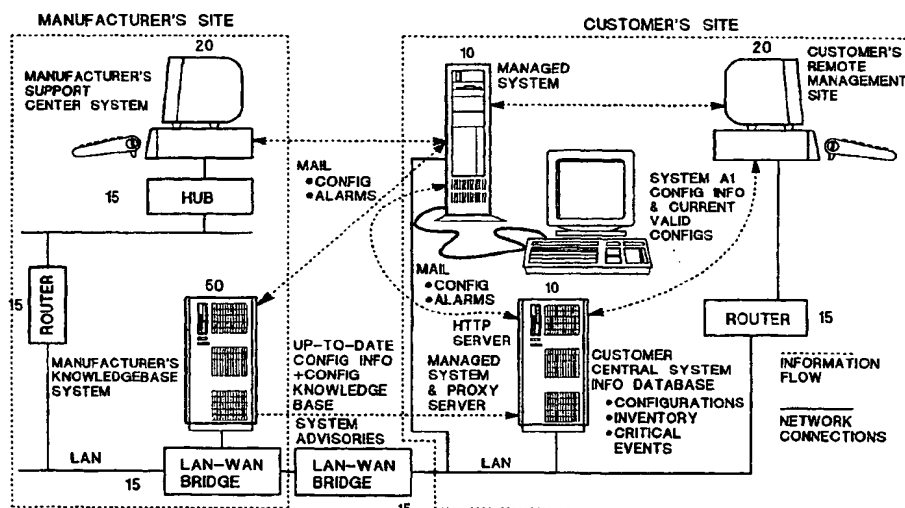 MANUFACTURER'S SITE
20
MANUFACTURER'S
SUPPORT
CENTER SYSTEM
15
HUB
15
ROUTER
50
MANUFACTURER'S
KNOWLEDGEBASE
SYSTEM
LAN
15
LAN-WAN
BRIDGE
MAIL
•CONFIG
•ALARMS
UP-TO-DATE
CONFIG INFO
+CONFIG
KNOWLEDGE
BASE
SYSTEM
ADVISORIES
LAN-WAN
BRIDGE
15
CUSTOMER'S SITE
10
MANAGED
SYSTEM
20
CUSTOMER'S
REMOTE
MANAGEMENT
SITE
SYSTEM A1
CONFIG INFO
& CURRENT
VALID
CONFIGS
MAIL
•CONFIG
•ALARMS
10
HTTP
SERVER
MANAGED
SYSTEM
& PROXY
SERVER
CUSTOMER
CENTRAL SYSTEM
INFO DATABASE
•CONFIGURATIONS
•INVENTORY
•CRITICAL
EVENTS
LAN
ROUTER
15
INFORMATION
FLOW
NETWORK
CONNECTIONS